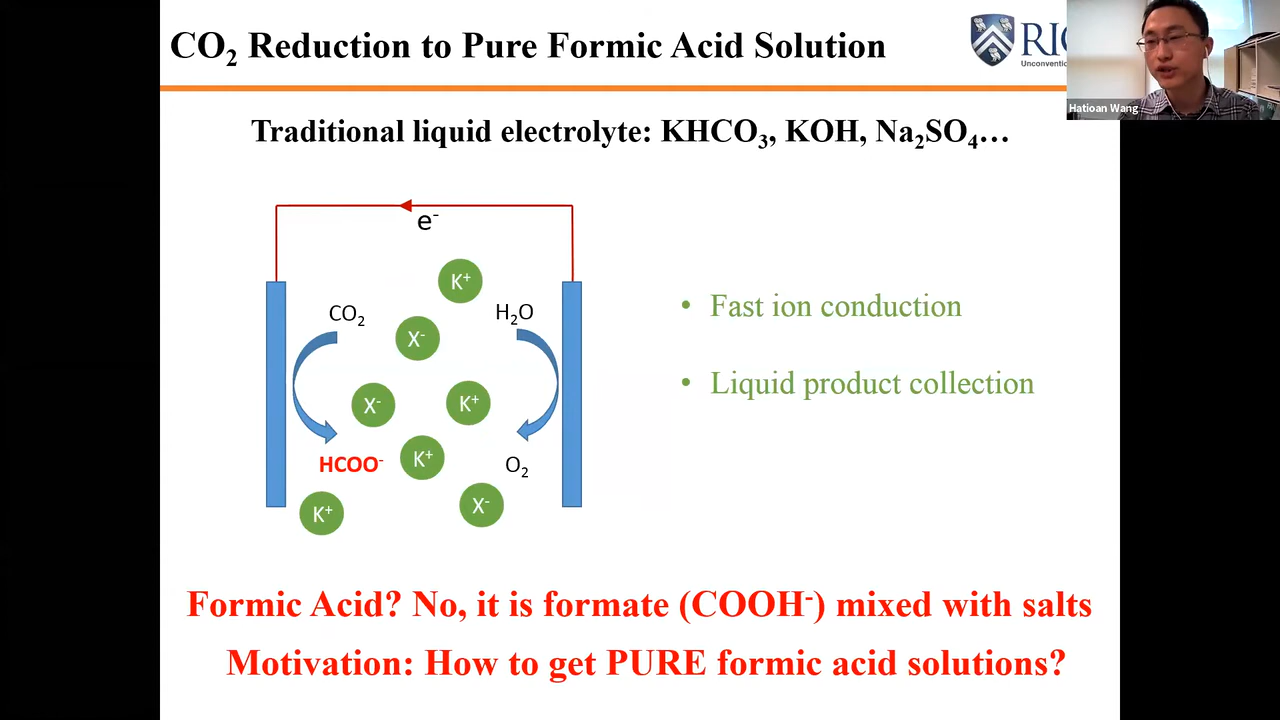 CO₂ Reduction to Pure Formic Acid Solution
RI
Unconventio
Hatioan Wang
Traditional liquid electrolyte: KHCO₃, KOH, Na₂SO₄…
e⁻
K⁺
CO₂
H₂O
X⁻
X⁻
K⁺
HCOO⁻
K⁺
O₂
K⁺
X⁻
• Fast ion conduction
• Liquid product collection
Formic Acid? No, it is formate (COOH⁻) mixed with salts
Motivation: How to get PURE formic acid solutions?